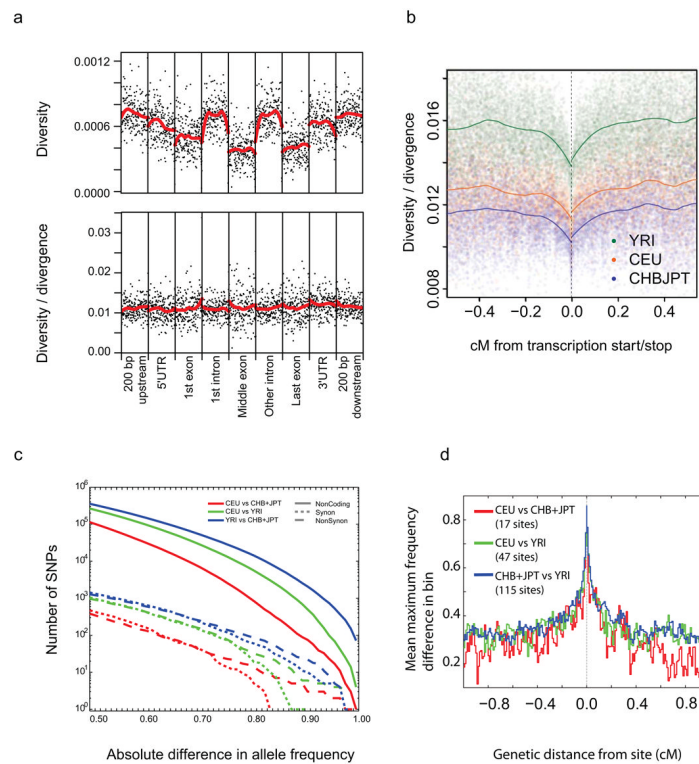 a
Diversity
0.0012
0.0006
0.0000
Diversity / divergence
0.03
0.02
0.01
0.00
200 bp
upstream
5'UTR
1st exon
1st intron
Middle exon
Other intron
Last exon
3'UTR
200 bp
downstream
b
Diversity / divergence
0.016
0.012
0.008
YRI
CEU
CHBJPT
−0.4 −0.2 0.0 0.2 0.4
cM from transcription start/stop
c
Number of SNPs
10^6
10^5
10^4
10^3
10^2
10^1
10^0
CEU vs CHB+JPT
CEU vs YRI
YRI vs CHB+JPT
NonCoding
Synon
NonSynon
0.50 0.60 0.70 0.80 0.90 1.00
Absolute difference in allele frequency
d
Mean maximum frequency
difference in bin
0.8
0.6
0.4
0.2
CEU vs CHB+JPT
(17 sites)
CEU vs YRI
(47 sites)
CHB+JPT vs YRI
(115 sites)
−0.8 −0.4 0.0 0.4 0.8
Genetic distance from site (cM)